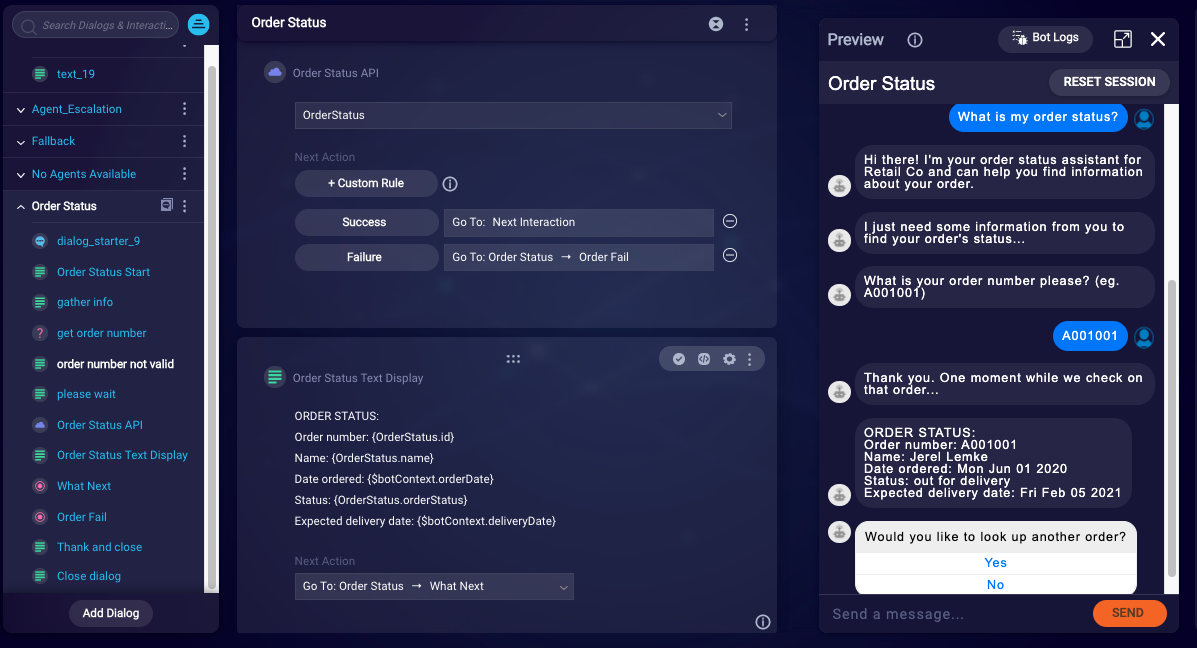 Search Dialogs & Interacti...
text_19
Agent_Escalation
Fallback
No Agents Available
Order Status
dialog_starter_9
Order Status Start
gather info
? get order number
order number not valid
please wait
Order Status API
Order Status Text Display
What Next
Order Fail
Thank and close
Close dialog
Add Dialog
Order Status
Order Status API
OrderStatus
Next Action
+ Custom Rule
Success Go To: Next Interaction
Failure Go To: Order Status → Order Fail
Order Status Text Display
ORDER STATUS:
Order number: {OrderStatus.id}
Name: {OrderStatus.name}
Date ordered: {$botContext.orderDate}
Status: {OrderStatus.orderStatus}
Expected delivery date: {$botContext.deliveryDate}
Next Action
Go To: Order Status → What Next
Preview
Bot Logs
Order Status
RESET SESSION
What is my order status?
Hi there! I'm your order status assistant for
Retail Co and can help you find information
about your order.
I just need some information from you to
find your order's status...
What is your order number please? (eg.
A001001)
A001001
Thank you. One moment while we check on
that order...
ORDER STATUS:
Order number: A001001
Name: Jerel Lemke
Date ordered: Mon Jun 01 2020
Status: out for delivery
Expected delivery date: Fri Feb 05 2021
Would you like to look up another order?
Yes
No
Send a message...
SEND